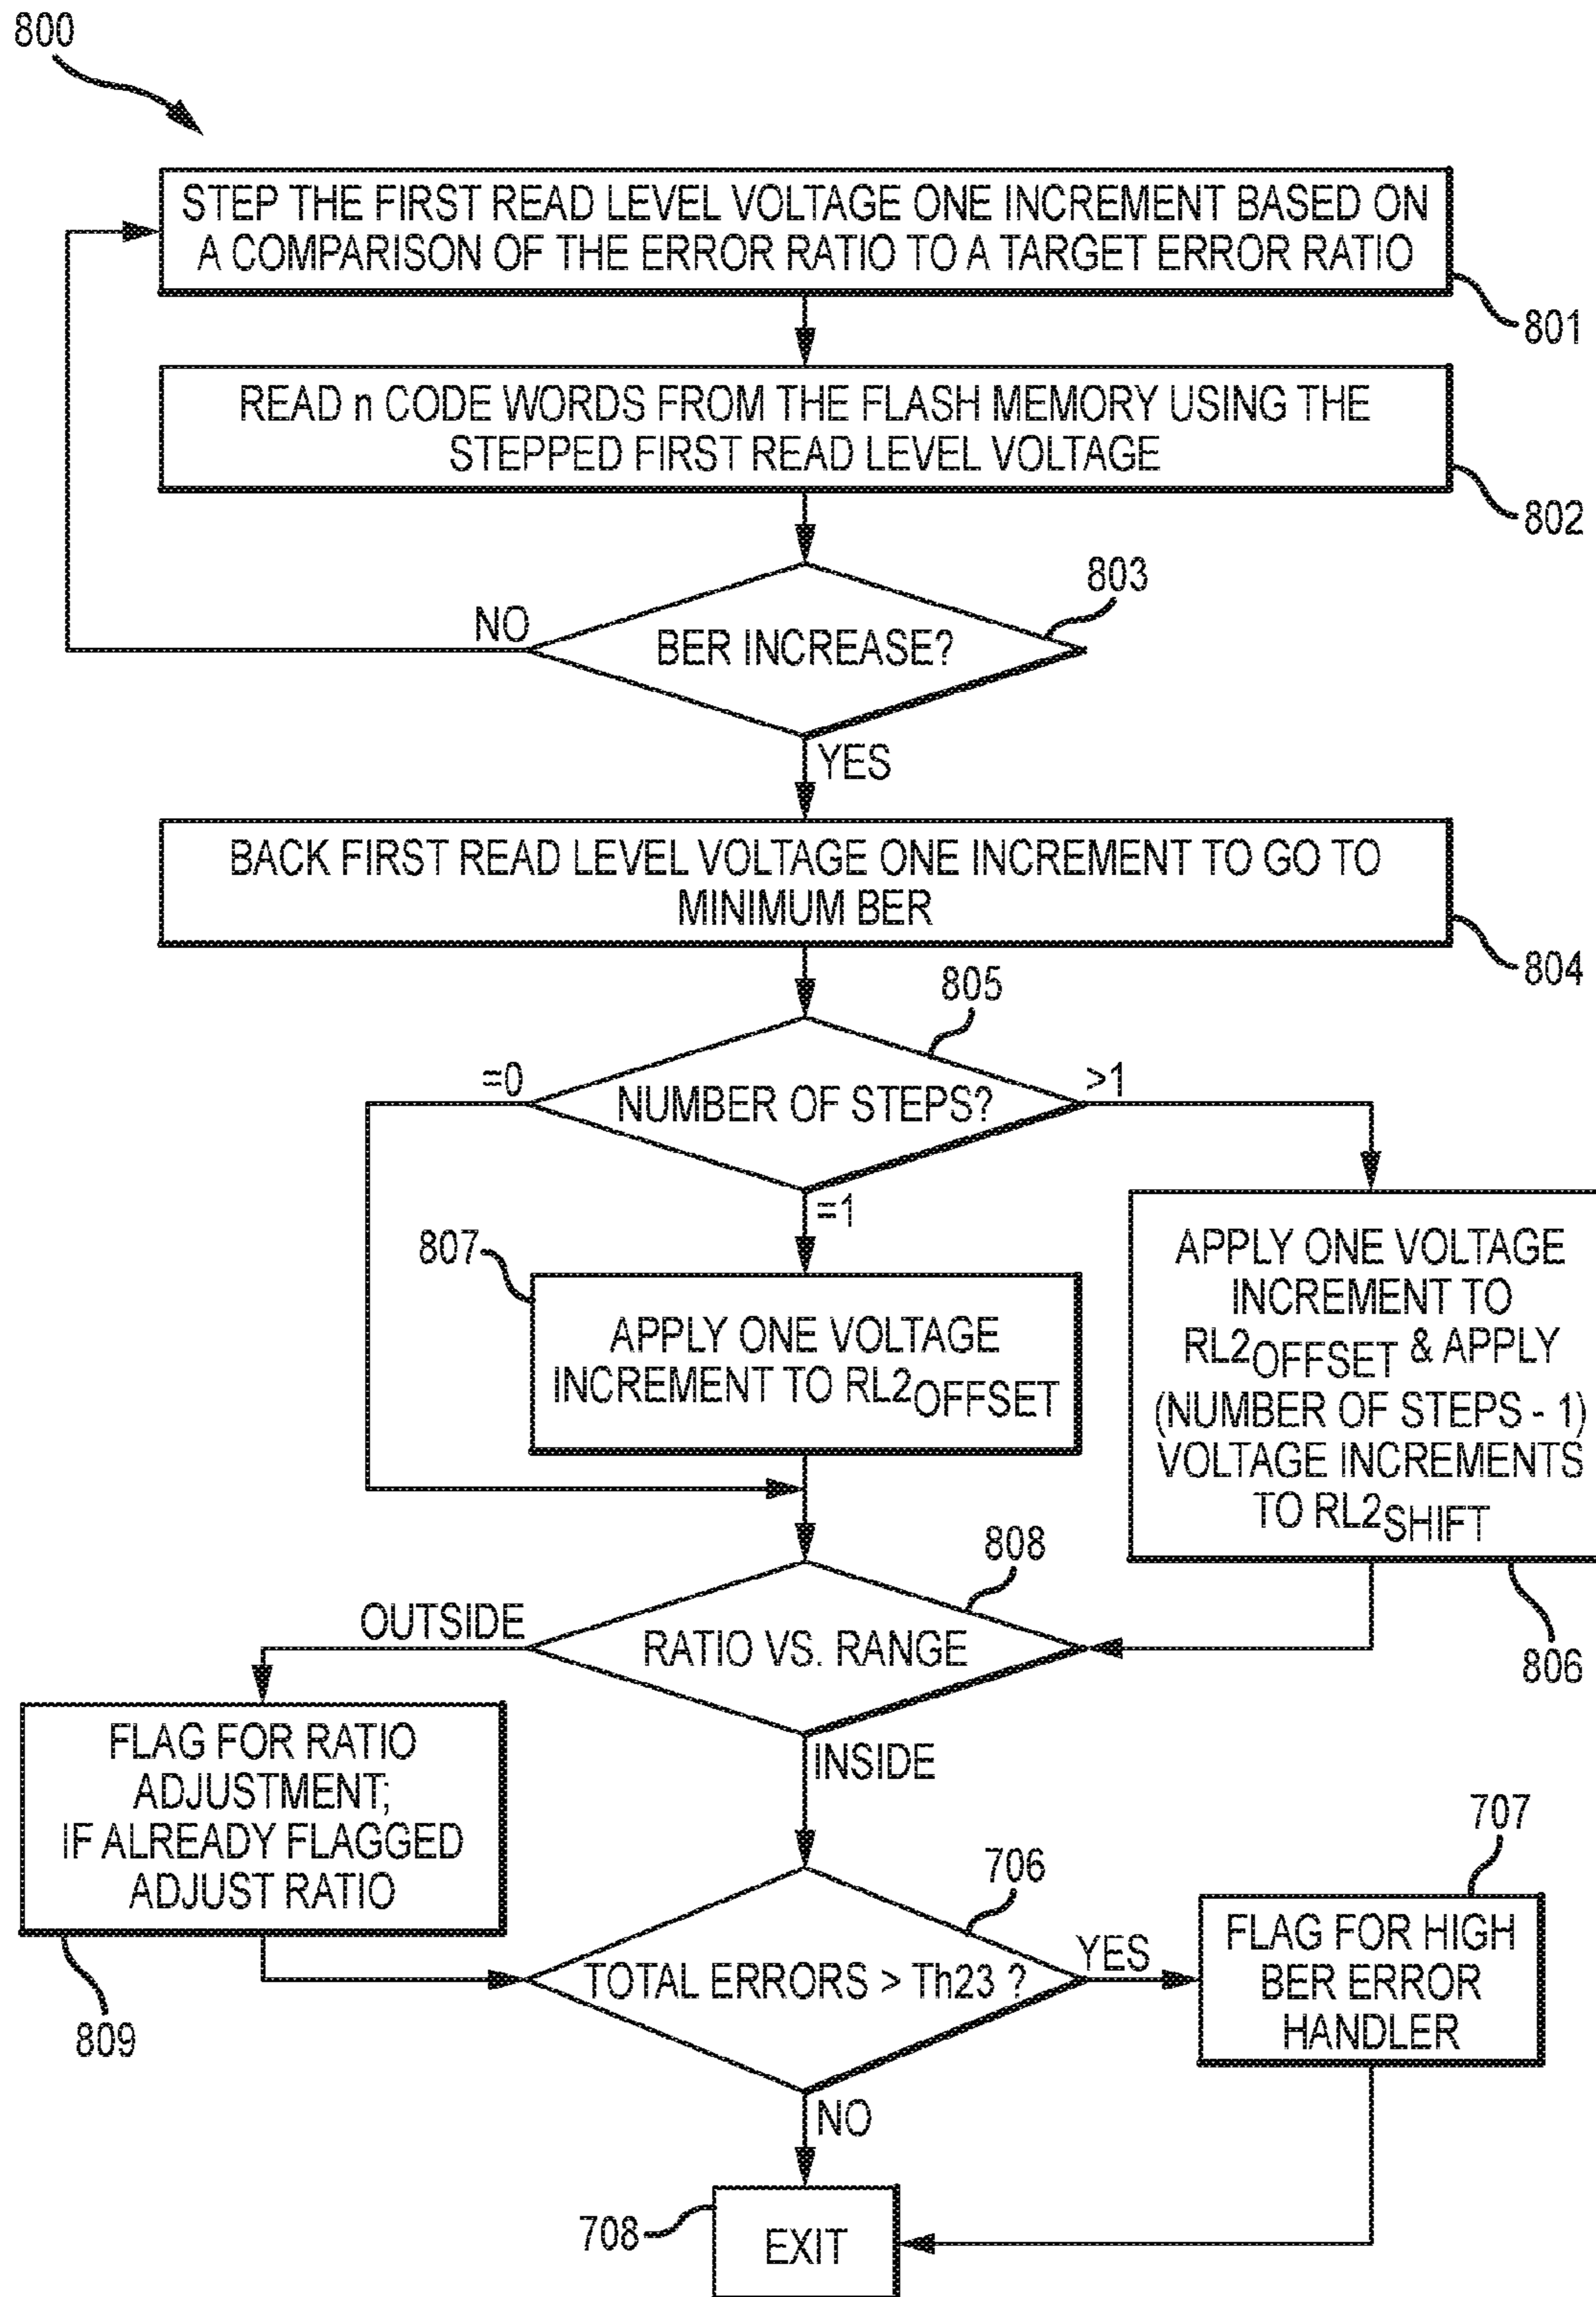 800
STEP THE FIRST READ LEVEL VOLTAGE ONE INCREMENT BASED ON
A COMPARISON OF THE ERROR RATIO TO A TARGET ERROR RATIO
801
READ n CODE WORDS FROM THE FLASH MEMORY USING THE
STEPPED FIRST READ LEVEL VOLTAGE
802
803
NO
BER INCREASE?
YES
BACK FIRST READ LEVEL VOLTAGE ONE INCREMENT TO GO TO
MINIMUM BER
804
805
=0
NUMBER OF STEPS?
>1
=1
807
APPLY ONE VOLTAGE
INCREMENT TO RL2OFFSET
APPLY ONE VOLTAGE
INCREMENT TO
RL2OFFSET & APPLY
(NUMBER OF STEPS - 1)
VOLTAGE INCREMENTS
TO RL2SHIFT
806
808
OUTSIDE
RATIO VS. RANGE
INSIDE
FLAG FOR RATIO
ADJUSTMENT;
IF ALREADY FLAGGED
ADJUST RATIO
809
706
TOTAL ERRORS > Th23 ?
YES
707
FLAG FOR HIGH
BER ERROR
HANDLER
NO
708
EXIT